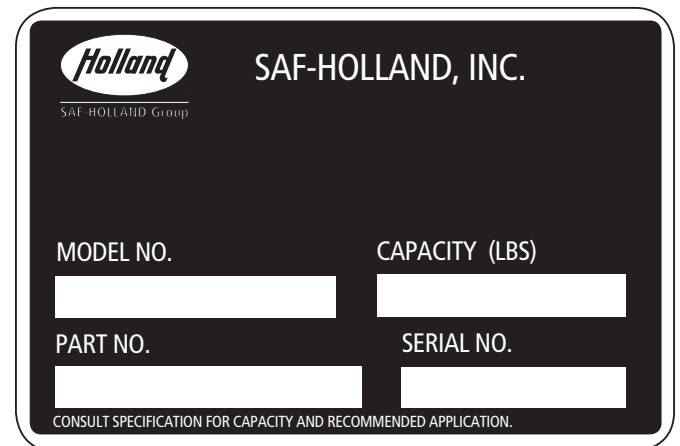 Holland
SAF-HOLLAND, INC.
SAF-HOLLAND Group
MODEL NO.
CAPACITY (LBS)
PART NO.
SERIAL NO.
CONSULT SPECIFICATION FOR CAPACITY AND RECOMMENDED APPLICATION.